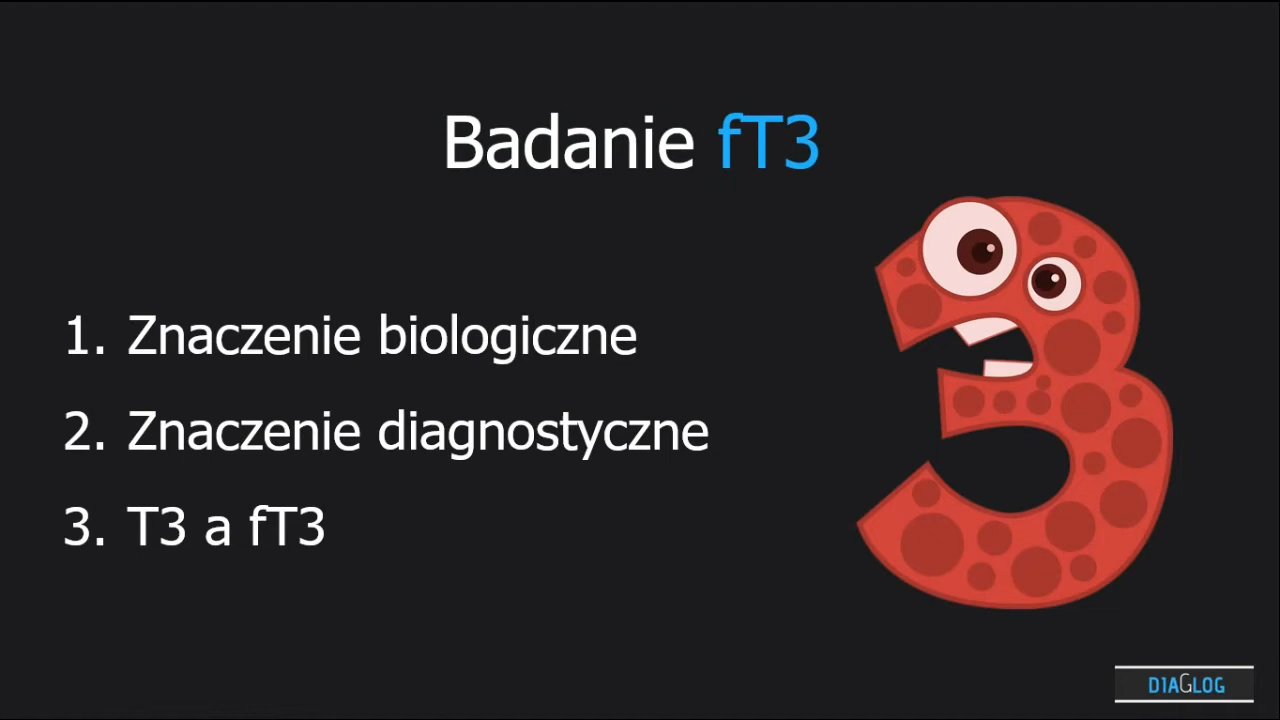 Badanie fT3
1. Znaczenie biologiczne
2. Znaczenie diagnostyczne
3. T3 a fT3
DIAGLOG